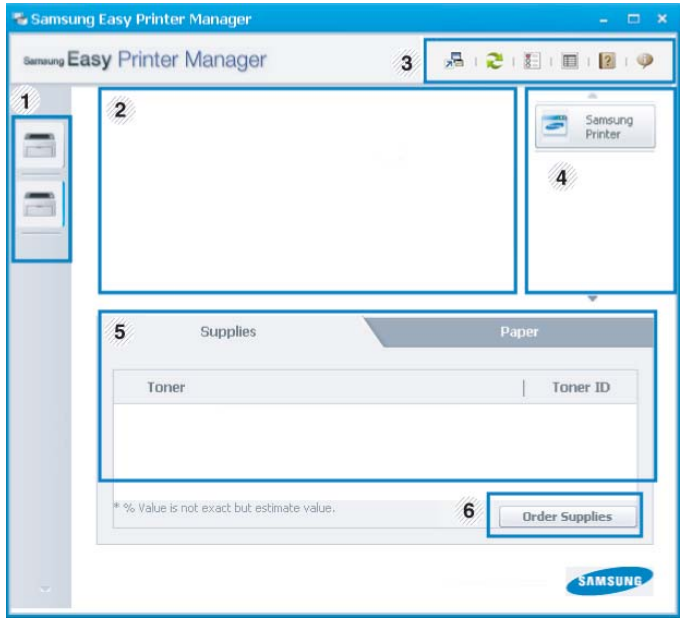 Samsung Easy Printer Manager
Samsung Easy Printer Manager
3
1
2
Samsung
Printer
4
5
Supplies
Paper
Toner
Toner ID
* % Value is not exact but estimate value.
6
Order Supplies
SAMSUNG